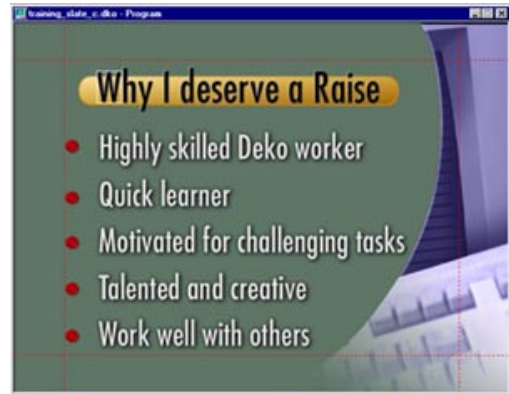 training_slate_c.dko - Program
Why I deserve a Raise
Highly skilled Deko worker
Quick learner
Motivated for challenging tasks
Talented and creative
Work well with others